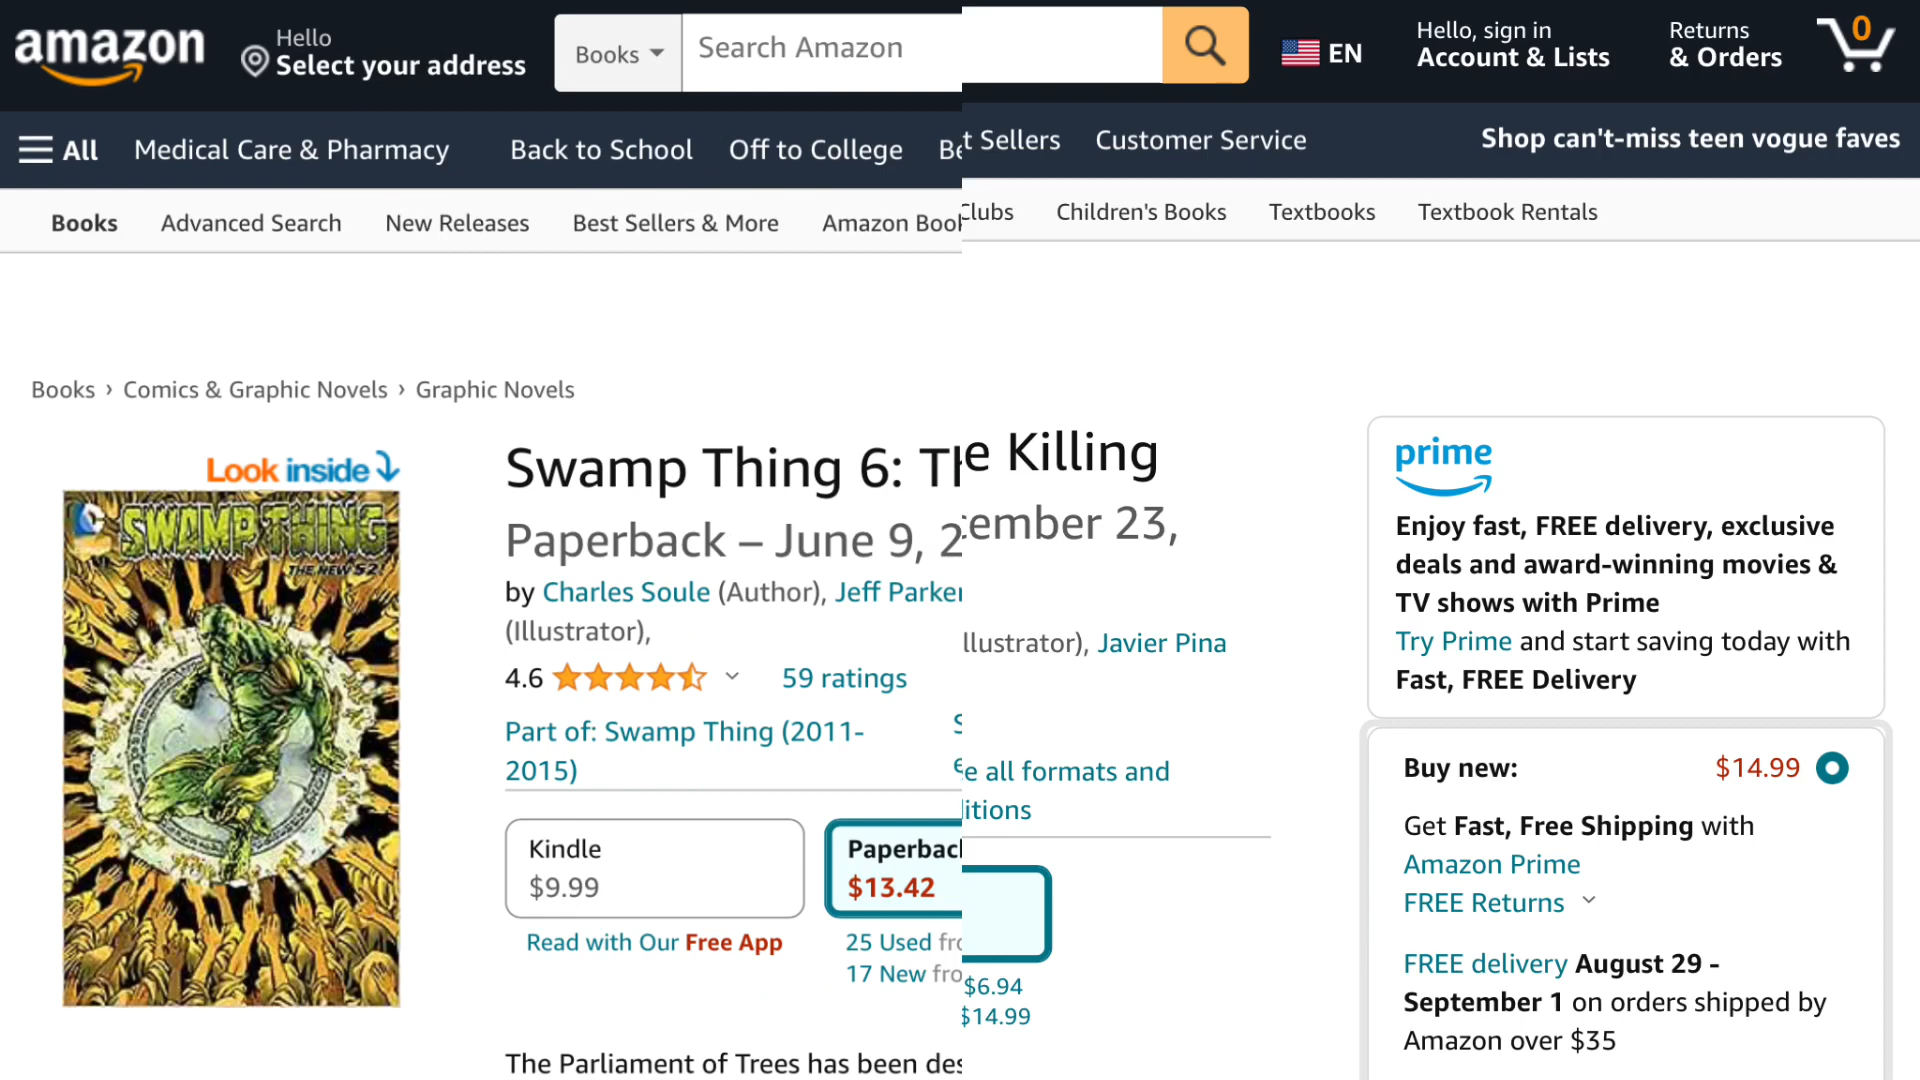 amazon
Hello
Select your address
Books
Search Amazon
EN
Hello, sign in
Account & Lists
Returns
& Orders
0
All
Medical Care & Pharmacy
Back to School
Off to College
Be
t Sellers
Customer Service
Shop can't-miss teen vogue faves
Books
Advanced Search
New Releases
Best Sellers & More
Amazon Boo
Clubs
Children's Books
Textbooks
Textbook Rentals
Books › Comics & Graphic Novels › Graphic Novels
Look inside
SWAMP THING
THE NEW 52!
Swamp Thing 6: Th
Paperback – June 9, 2
by Charles Soule (Author), Jeff Parker
(Illustrator),
4.6
59 ratings
Part of: Swamp Thing (2011-
2015)
Kindle
$9.99
Read with Our Free App
Paperback
$13.42
25 Used fro
17 New fro
The Parliament of Trees has been des
e Killing
ember 23,
llustrator), Javier Pina
S
e all formats and
itions
$6.94
$14.99
prime
Enjoy fast, FREE delivery, exclusive
deals and award-winning movies &
TV shows with Prime
Try Prime and start saving today with
Fast, FREE Delivery
Buy new:
$14.99
Get Fast, Free Shipping with
Amazon Prime
FREE Returns
FREE delivery August 29 -
September 1 on orders shipped by
Amazon over $35